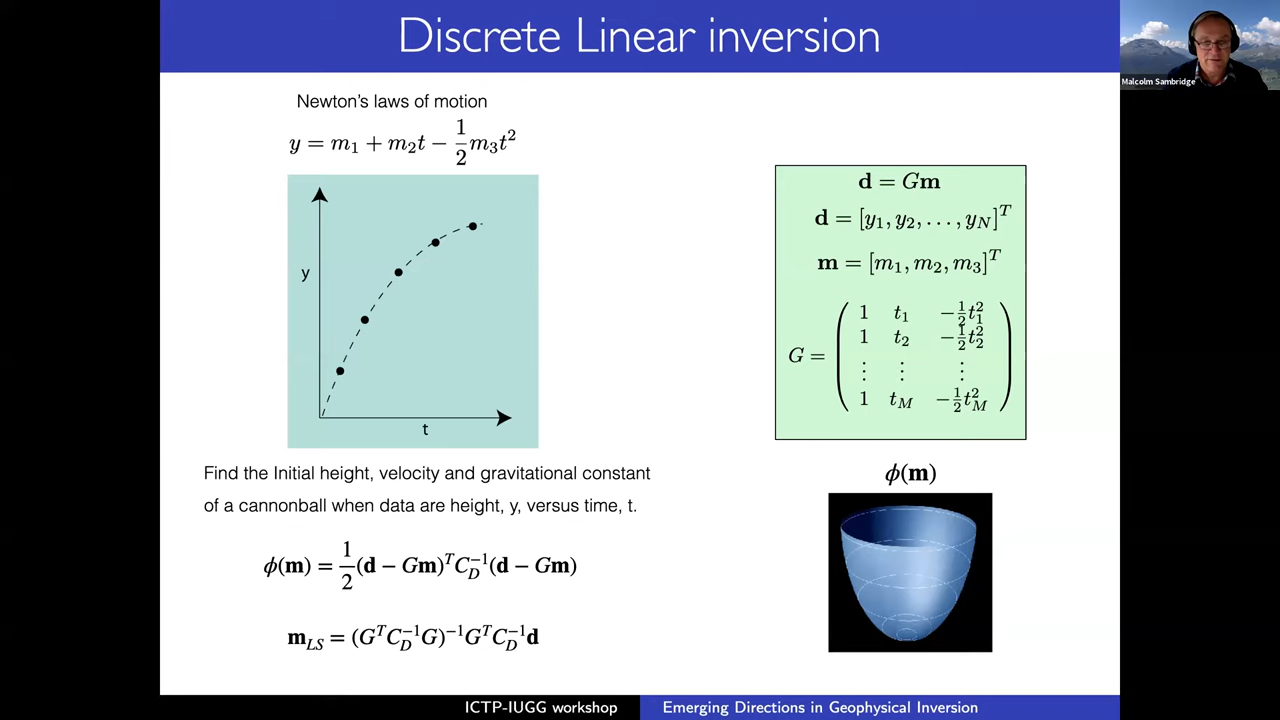 Discrete Linear inversion
Malcolm Sambridge
Newton's laws of motion
y = m₁ + m₂t − ½m₃t²
y
t
Find the Initial height, velocity and gravitational constant
of a cannonball when data are height, y, versus time, t.
ϕ(m) = ½(d − Gm)ᵀC_D⁻¹(d − Gm)
m_LS = (GᵀC_D⁻¹G)⁻¹GᵀC_D⁻¹d
d = Gm
d = [y₁, y₂, . . . , y_N]ᵀ
m = [m₁, m₂, m₃]ᵀ
1 t₁ −½t₁²
1 t₂ −½t₂²
G = ⋮ ⋮ ⋮
1 t_M −½t_M²
ϕ(m)
ICTP-IUGG workshop
Emerging Directions in Geophysical Inversion